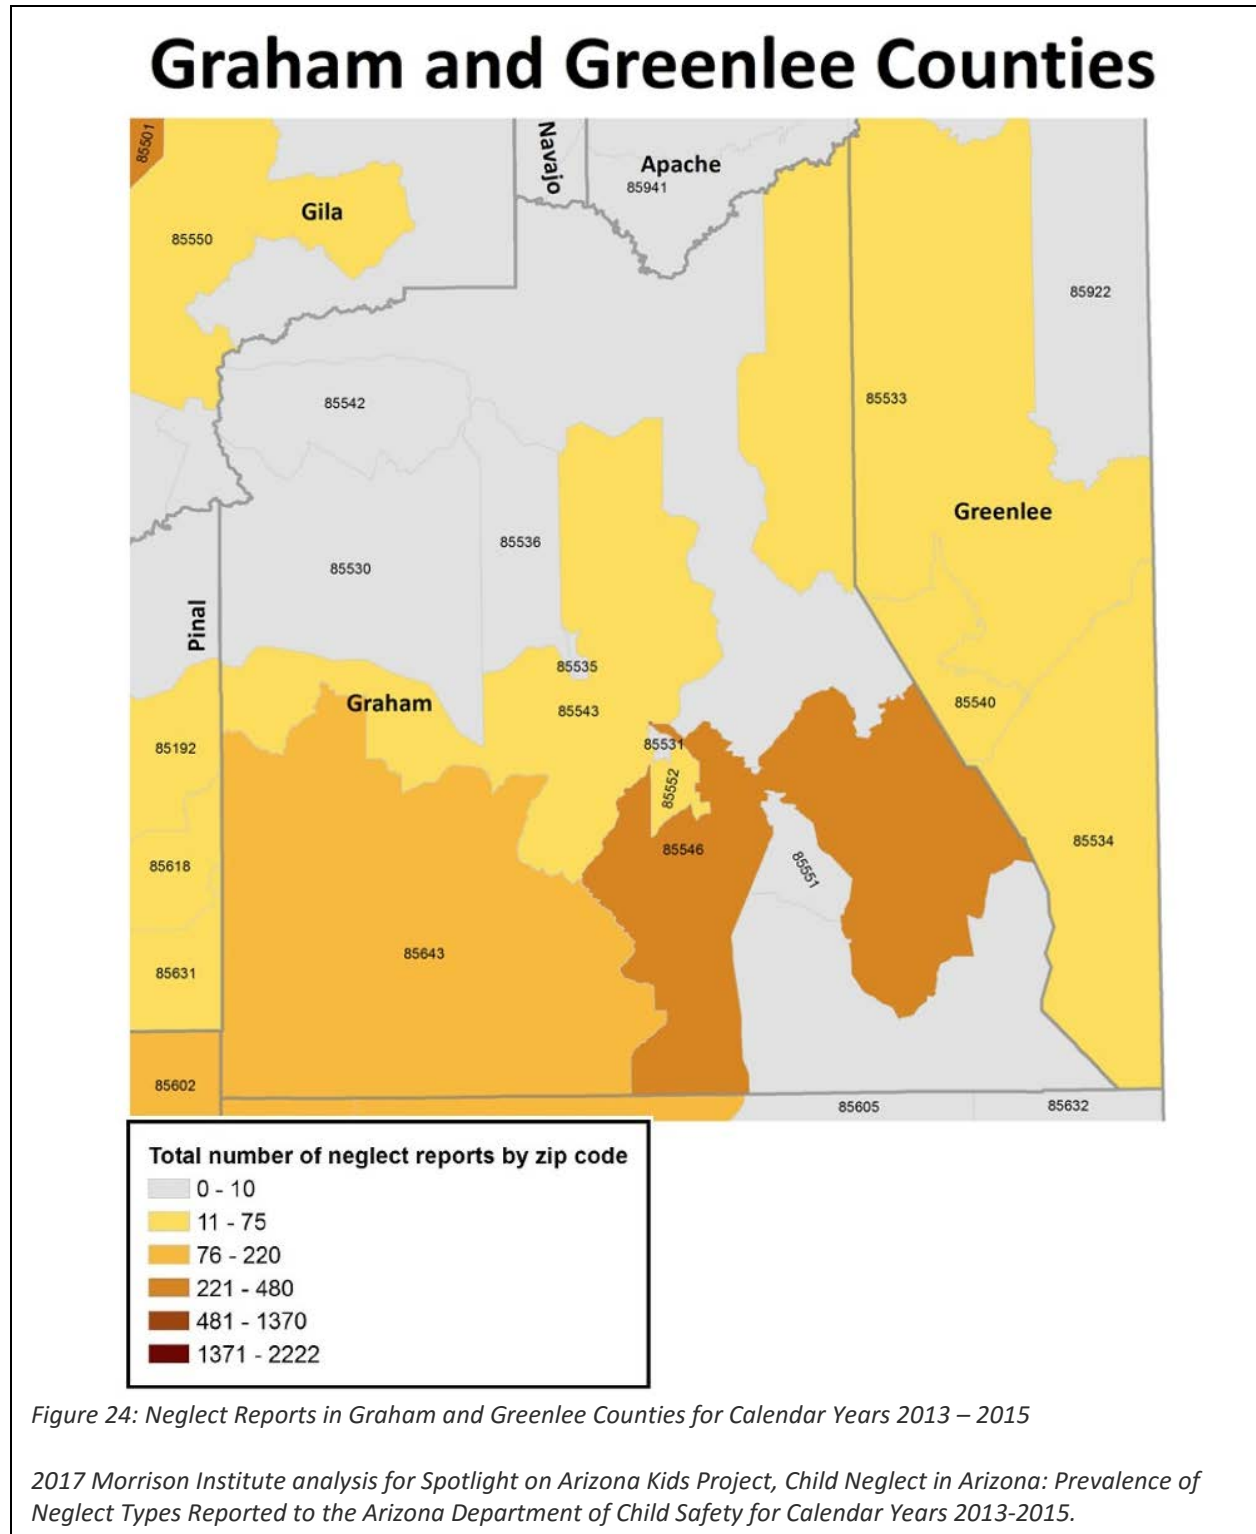 Graham and Greenlee Counties
85501
Navajo
Apache
85941
Gila
85550
85922
85542
85533
Greenlee
85536
85530
Pinal
85535
Graham
85543
85540
85192
85531
85552
85534
85546
85618
85551
85643
85631
85602
85605
85632
Total number of neglect reports by zip code
0 - 10
11 - 75
76 - 220
221 - 480
481 - 1370
1371 - 2222
Figure 24: Neglect Reports in Graham and Greenlee Counties for Calendar Years 2013 – 2015
2017 Morrison Institute analysis for Spotlight on Arizona Kids Project, Child Neglect in Arizona: Prevalence of
Neglect Types Reported to the Arizona Department of Child Safety for Calendar Years 2013-2015.